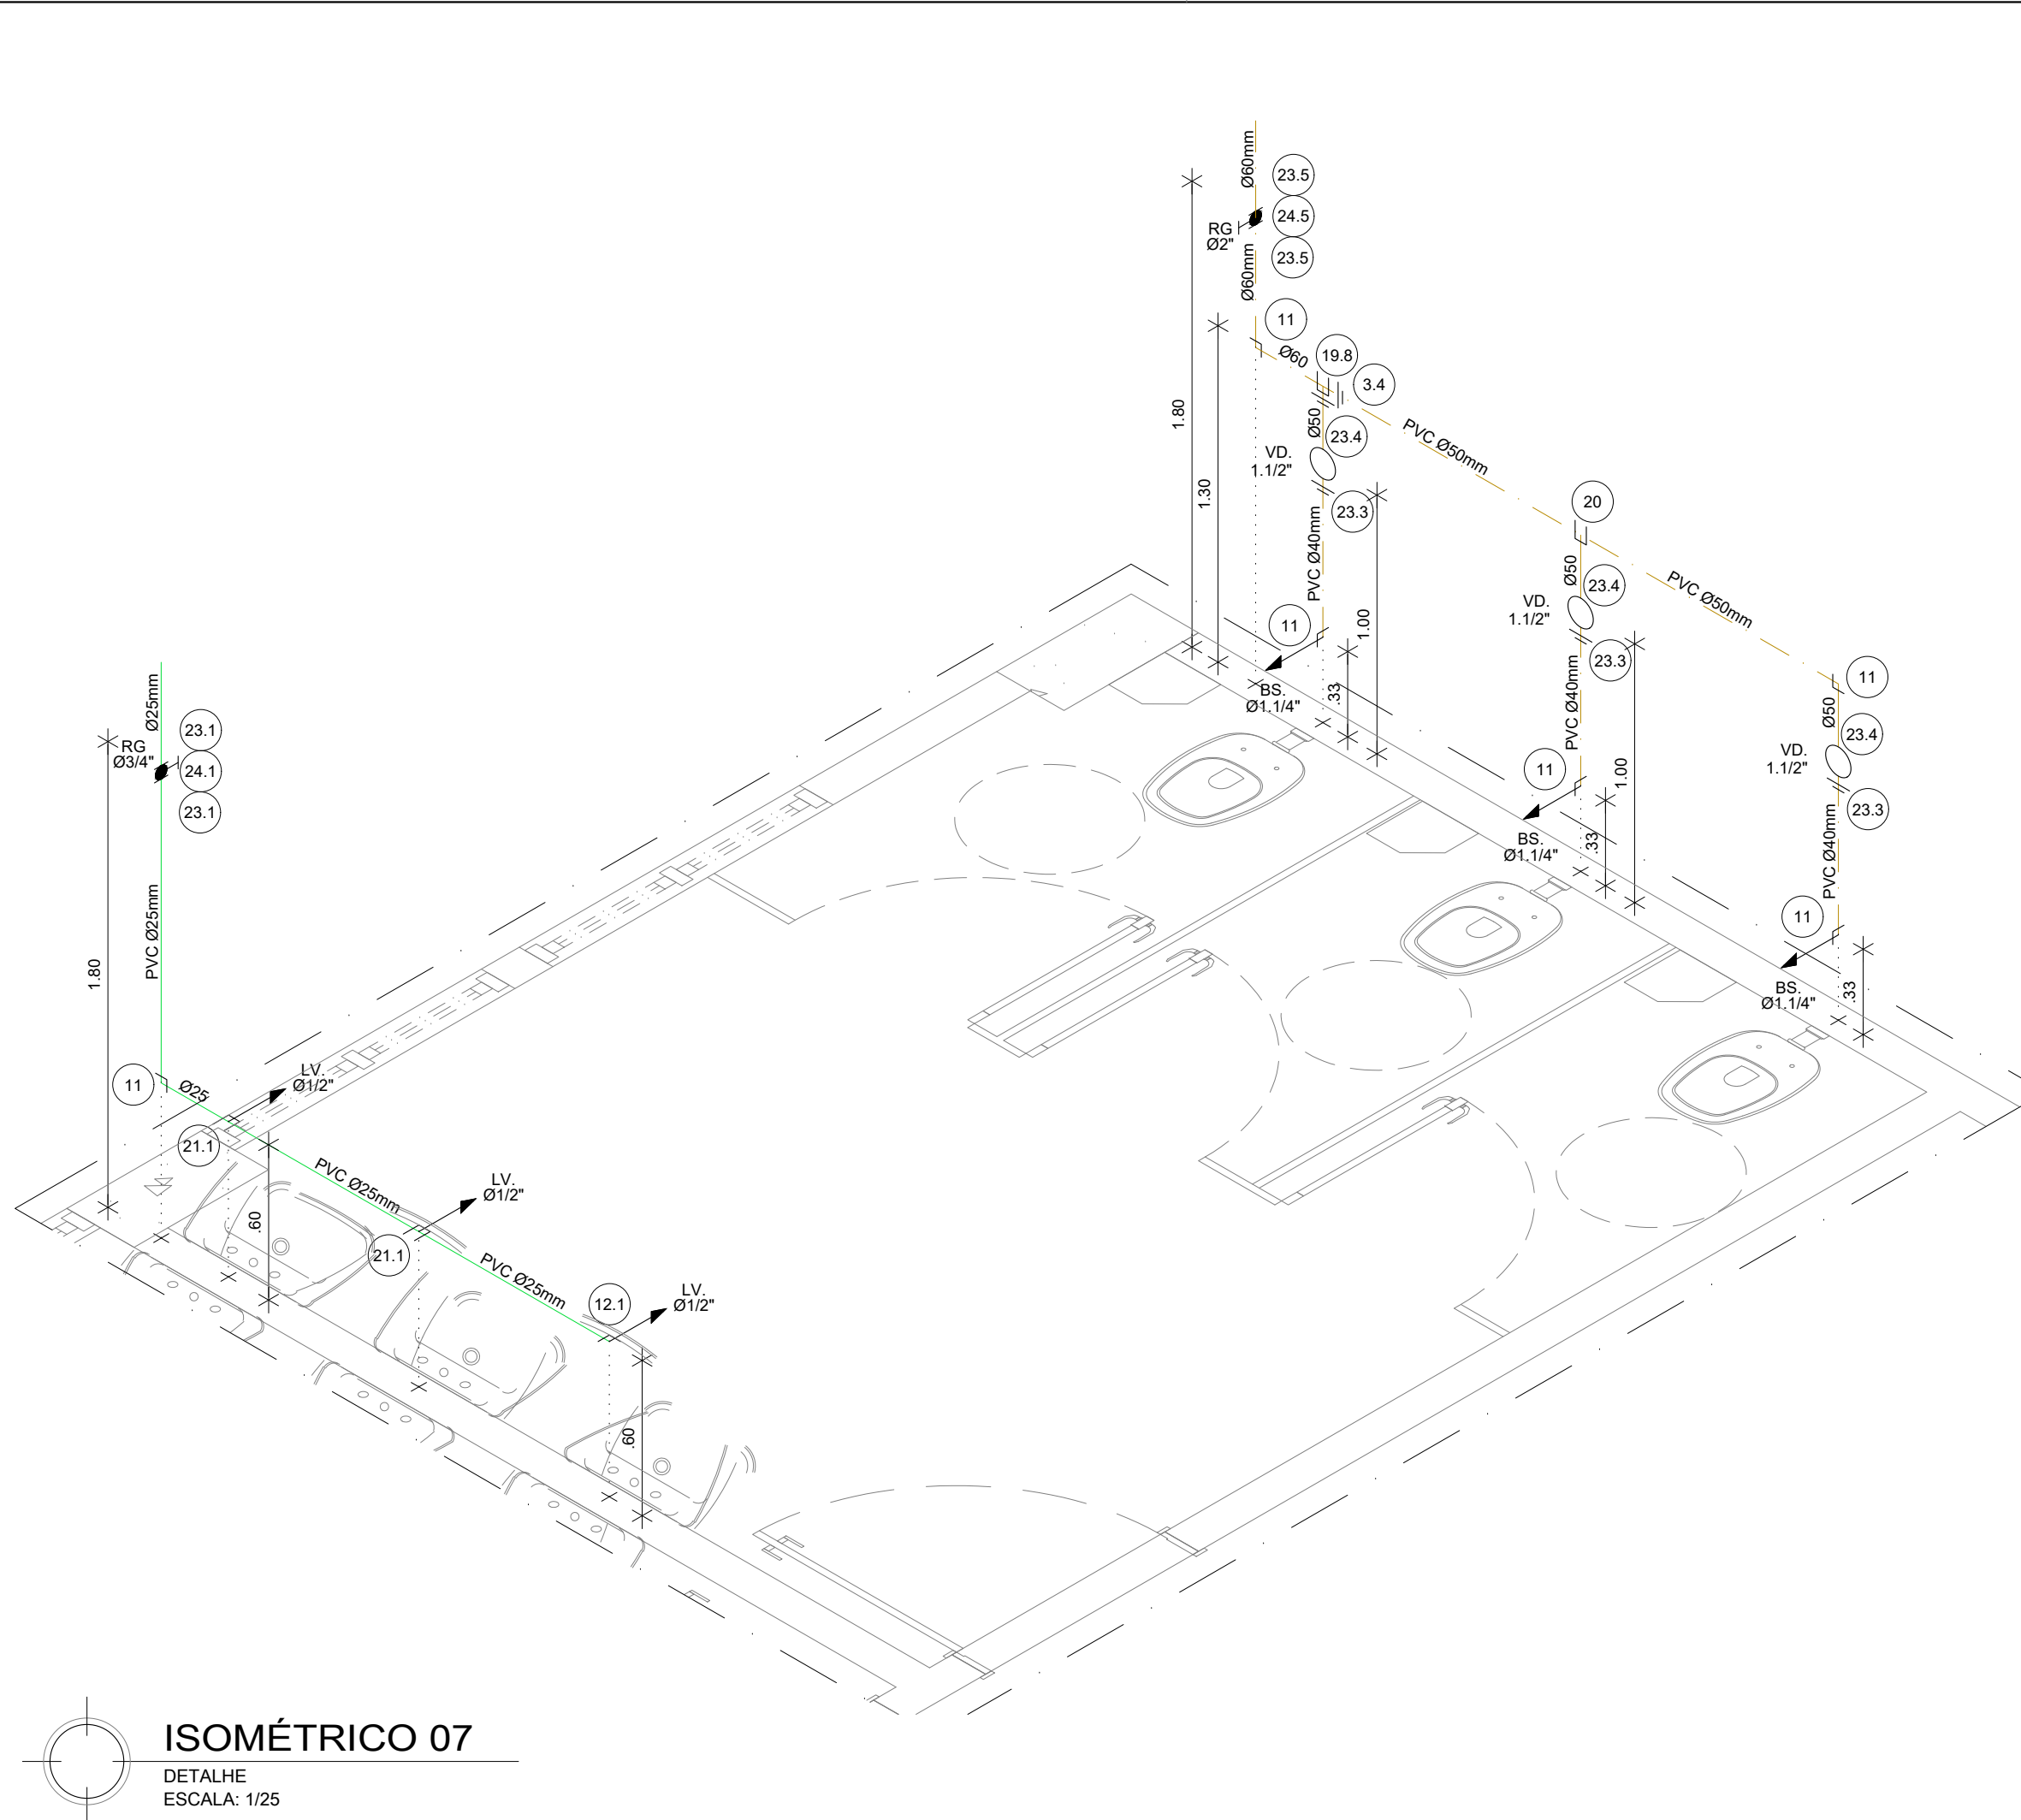 Ø60mm
23.5
24.5
RG
Ø2"
23.5
Ø60mm
11
Ø60
19.8
3.4
1.80
Ø50
23.4
PVC Ø50mm
VD.
1.1/2"
1.30
23.3
PVC Ø40mm
20
Ø50
23.4
PVC Ø50mm
VD.
1.1/2"
11
1.00
23.3
PVC Ø40mm
BS.
Ø1.1/4"
.33
11
Ø50
23.4
VD.
1.1/2"
11
1.00
23.3
PVC Ø40mm
BS.
Ø1.1/4"
.33
11
BS.
Ø1.1/4"
.33
Ø25mm
23.1
RG
Ø3/4"
24.1
23.1
PVC Ø25mm
1.80
11
Ø25
LV.
Ø1/2"
21.1
PVC Ø25mm
LV.
Ø1/2"
.60
21.1
PVC Ø25mm
12.1
LV.
Ø1/2"
.60
ISOMÉTRICO 07
DETALHE
ESCALA: 1/25